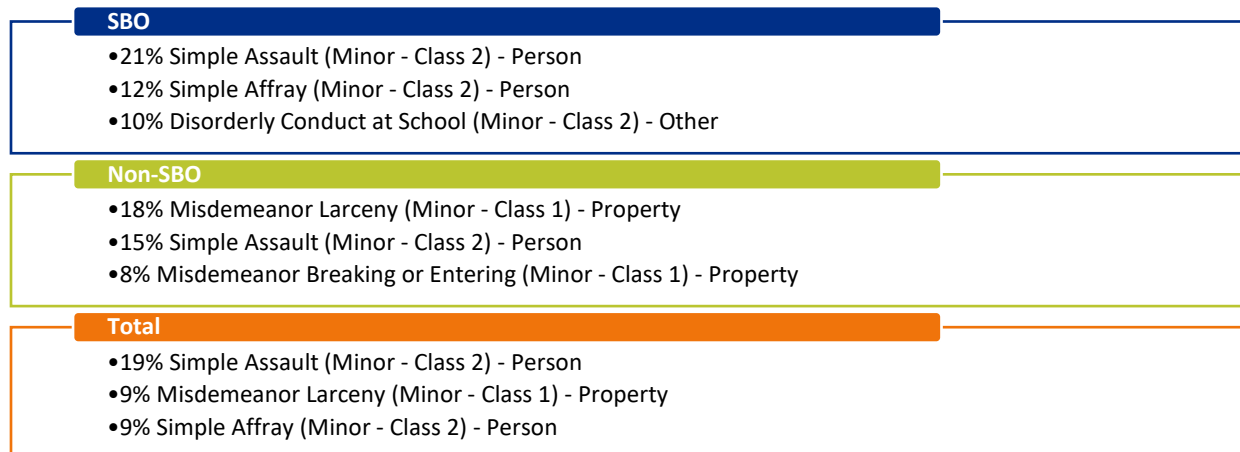 SBO
•21% Simple Assault (Minor - Class 2) - Person
•12% Simple Affray (Minor - Class 2) - Person
•10% Disorderly Conduct at School (Minor - Class 2) - Other
Non-SBO
•18% Misdemeanor Larceny (Minor - Class 1) - Property
•15% Simple Assault (Minor - Class 2) - Person
•8% Misdemeanor Breaking or Entering (Minor - Class 1) - Property
Total
•19% Simple Assault (Minor - Class 2) - Person
•9% Misdemeanor Larceny (Minor - Class 1) - Property
•9% Simple Affray (Minor - Class 2) - Person